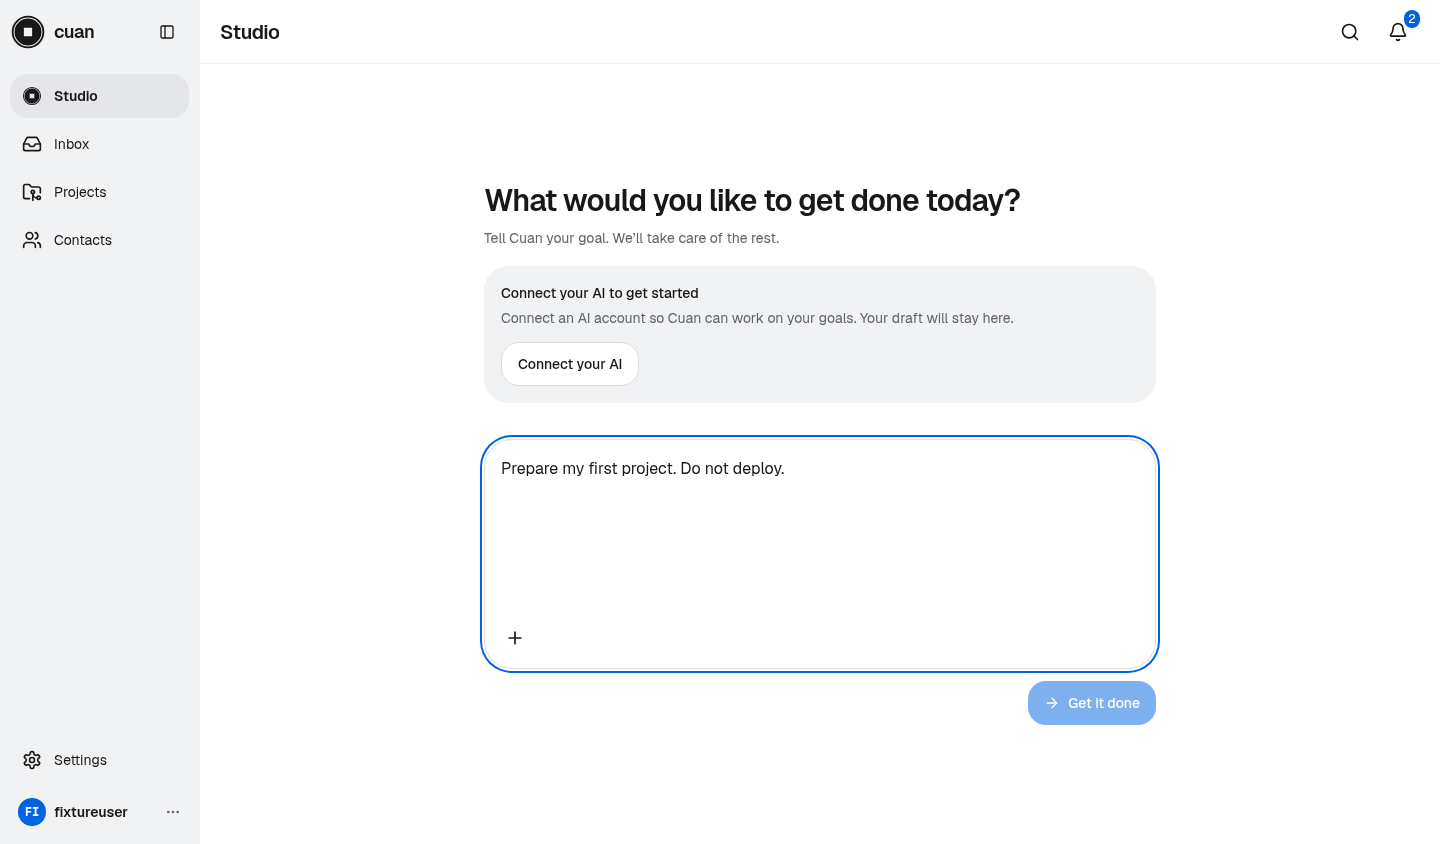 cuan
Studio
2
Studio
Inbox
Projects
Contacts
What would you like to get done today?
Tell Cuan your goal. We’ll take care of the rest.
Connect your AI to get started
Connect an AI account so Cuan can work on your goals. Your draft will stay here.
Connect your AI
Prepare my first project. Do not deploy.
Get it done
Settings
FI fixtureuser